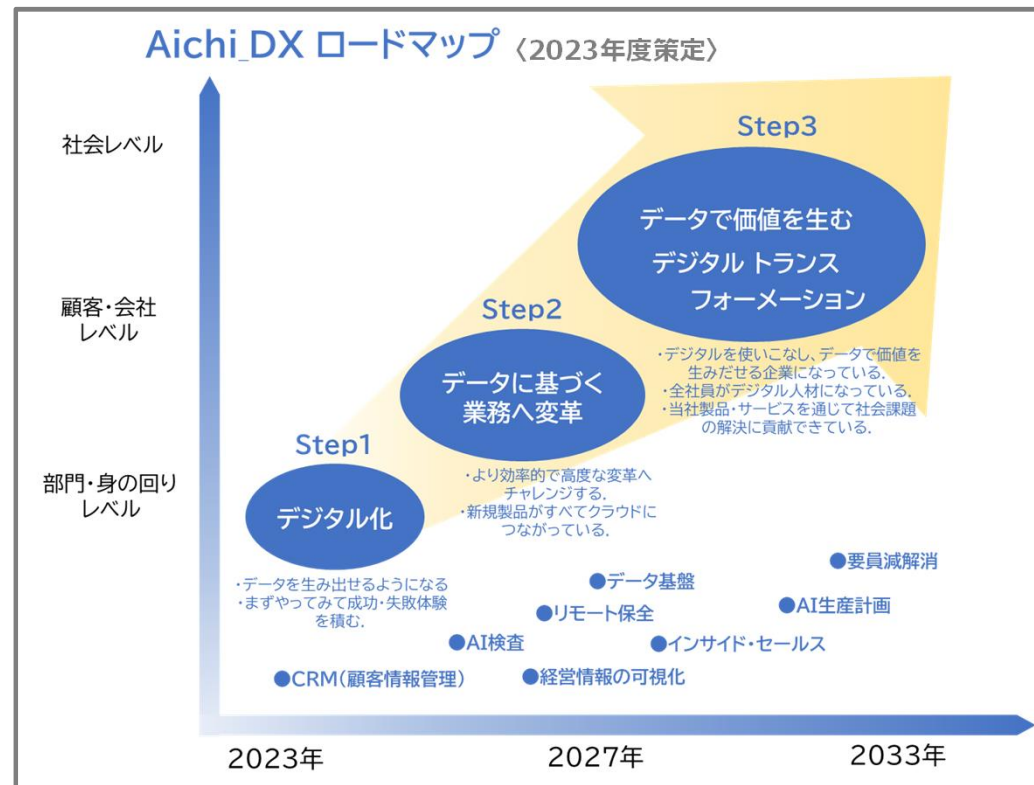 Aichi_DX ロードマップ〈2023年度策定〉
社会レベル
顧客・会社
レベル
部門・身の回り
レベル
Step3
データで価値を生む
デジタル トランス
フォーメーション
・デジタルを使いこなし、データで価値を
生みだせる企業になっている.
・全社員がデジタル人材になっている.
・当社製品・サービスを通じて社会課題
の解決に貢献できている.
Step2
データに基づく
業務へ変革
・より効率的で高度な変革へ
チャレンジする.
・新規製品がすべてクラウドに
つながっている.
Step1
デジタル化
・データを生み出せるようになる
・まずやってみて成功・失敗体験
を積む.
●要員減解消
●データ基盤
●AI生産計画
●リモート保全
●AI検査
●インサイド・セールス
●CRM(顧客情報管理)
●経営情報の可視化
2023年
2027年
2033年